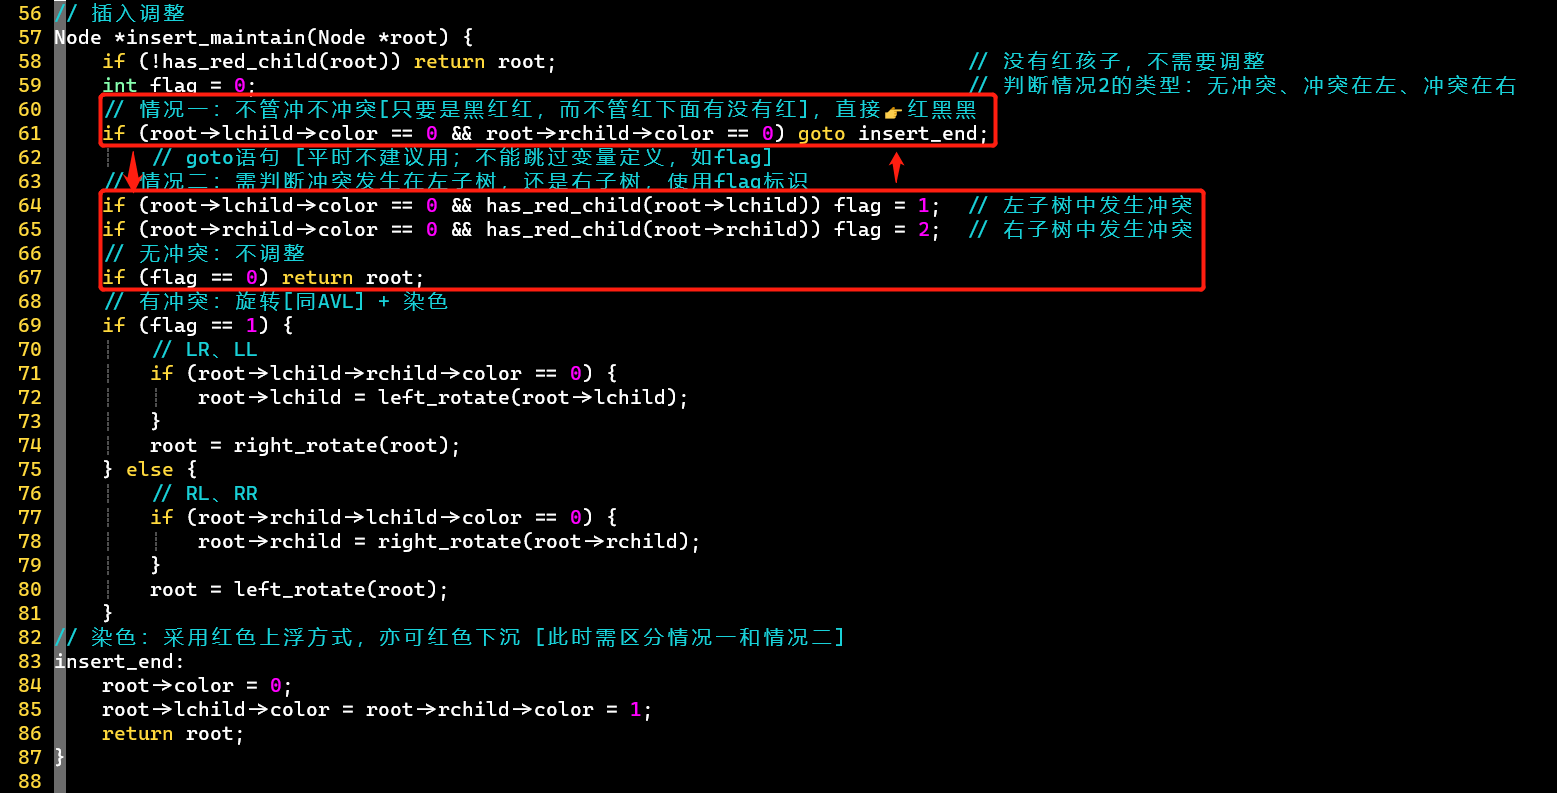 56 // 插入调整
57 Node *insert_maintain(Node *root) {
58     if (!has_red_child(root)) return root;                                   // 没有红孩子，不需要调整
59     int flag = 0;                                                            // 判断情况2的类型：无冲突、冲突在左、冲突在右
60     // 情况一：不管冲不冲突[只要是黑红红，而不管红下面有没有红]，直接👉红黑黑
61     if (root->lchild->color == 0 && root->rchild->color == 0) goto insert_end;
62         // goto语句 [平时不建议用；不能跳过变量定义，如flag]
63     // 情况二：需判断冲突发生在左子树，还是右子树，使用flag标识
64     if (root->lchild->color == 0 && has_red_child(root->lchild)) flag = 1;  // 左子树中发生冲突
65     if (root->rchild->color == 0 && has_red_child(root->rchild)) flag = 2;  // 右子树中发生冲突
66     // 无冲突：不调整
67     if (flag == 0) return root;
68     // 有冲突：旋转[同AVL] + 染色
69     if (flag == 1) {
70         // LR、LL
71         if (root->lchild->rchild->color == 0) {
72             root->lchild = left_rotate(root->lchild);
73         }
74         root = right_rotate(root);
75     } else {
76         // RL、RR
77         if (root->rchild->lchild->color == 0) {
78             root->rchild = right_rotate(root->rchild);
79         }
80         root = left_rotate(root);
81     }
82 // 染色：采用红色上浮方式，亦可红色下沉 [此时需区分情况一和情况二]
83 insert_end:
84     root->color = 0;
85     root->lchild->color = root->rchild->color = 1;
86     return root;
87 }
88